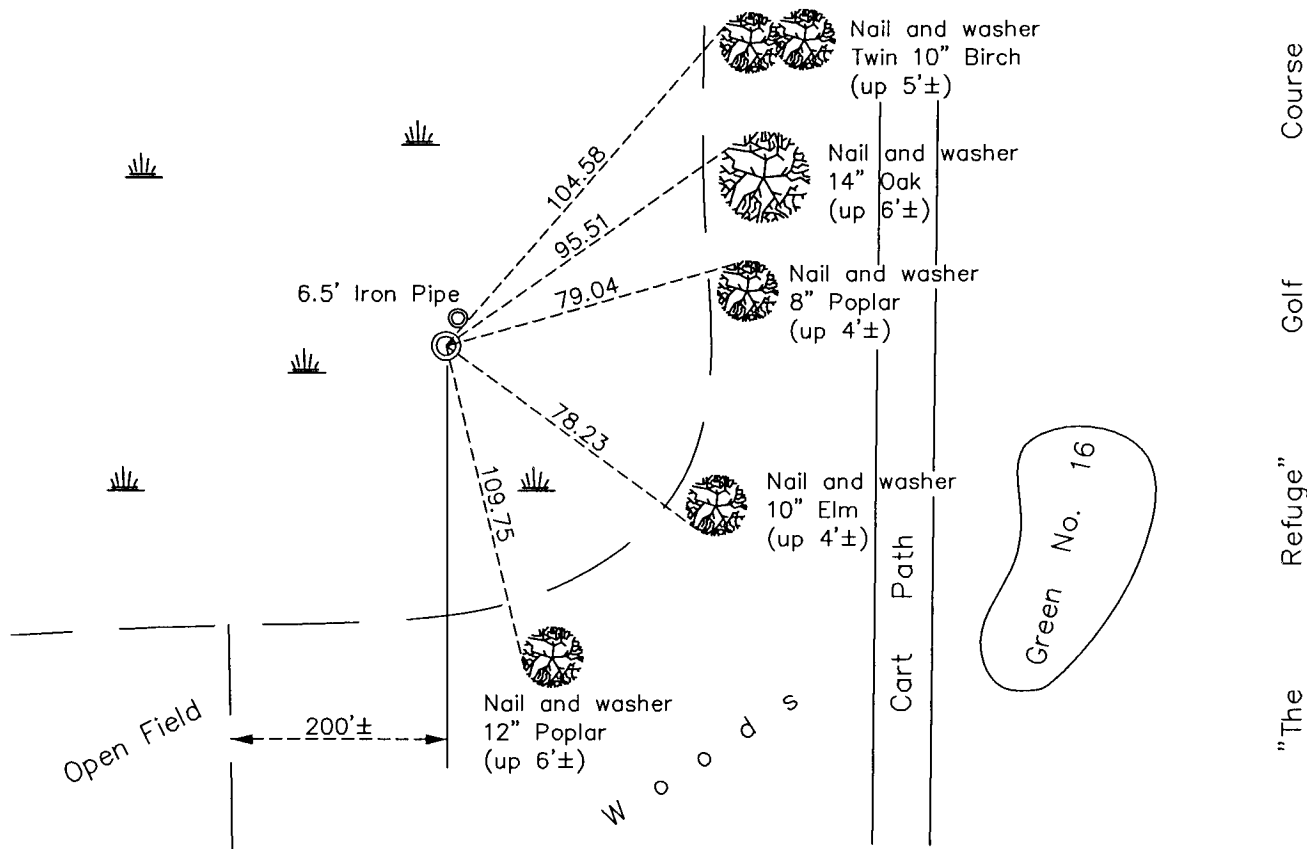 Nail and washer
Twin 10" Birch
(up 5'±)
104.58
Nail and washer
14" Oak
(up 6'±)
95.51
6.5' Iron Pipe
79.04
Nail and washer
8" Poplar
(up 4'±)
78.23
109.75
Nail and washer
10" Elm
(up 4'±)
Nail and washer
12" Poplar
(up 6'±)
Open Field
200'±
Woods
Cart Path
Green No. 16
"The Refuge" Golf Course